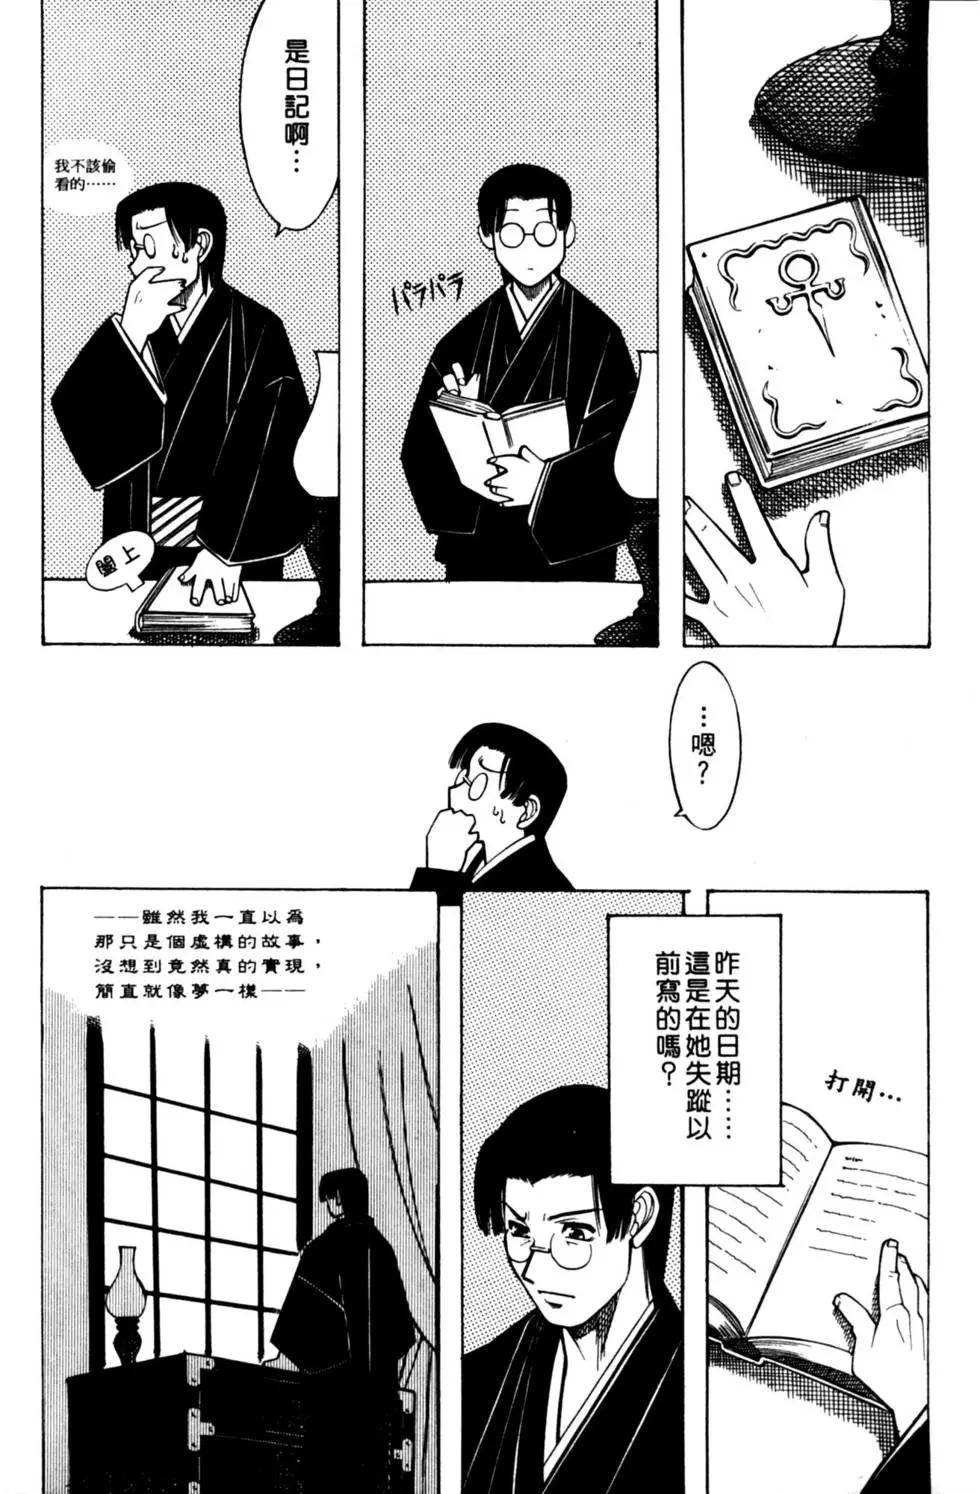 パラパラ
是日記啊…
我不該偷
看的……
闔上
…嗯?
打開…
昨天的日期……
這是在她失蹤以
前寫的嗎?
——雖然我一直以為
那只是個虛構的故事,
沒想到竟然真的實現,
簡直就像夢一樣——